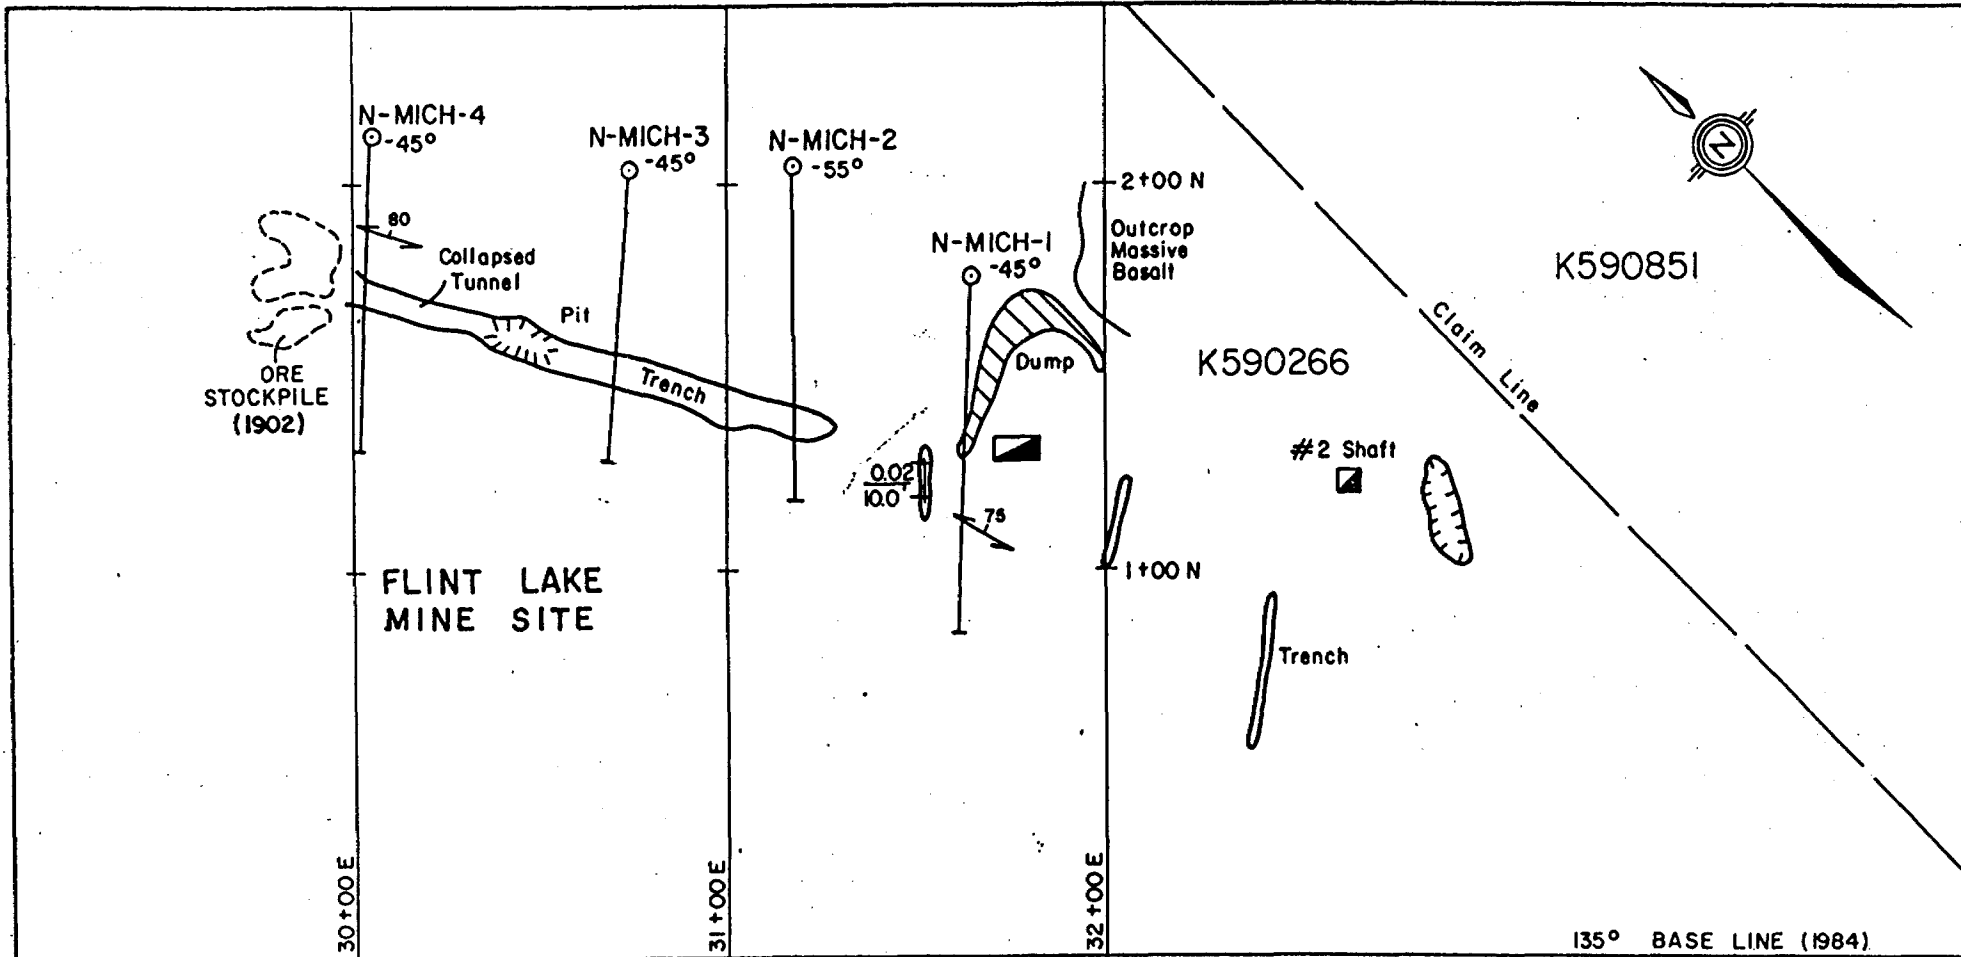 N-MICH-4
-45°
N-MICH-3
-45°
N-MICH-2
-55°
2+00 N
80
Collapsed
Tunnel
Pit
N-MICH-1
-45°
Outcrop
Massive
Basalt
N
K590851
Claim Line
ORE
STOCKPILE
(1902)
Trench
Dump
K590266
0.02
10.0'
75
#2 Shaft
FLINT LAKE
MINE SITE
1+00 N
Trench
30+00E
31+00E
32+00E
135° BASE LINE (1984)